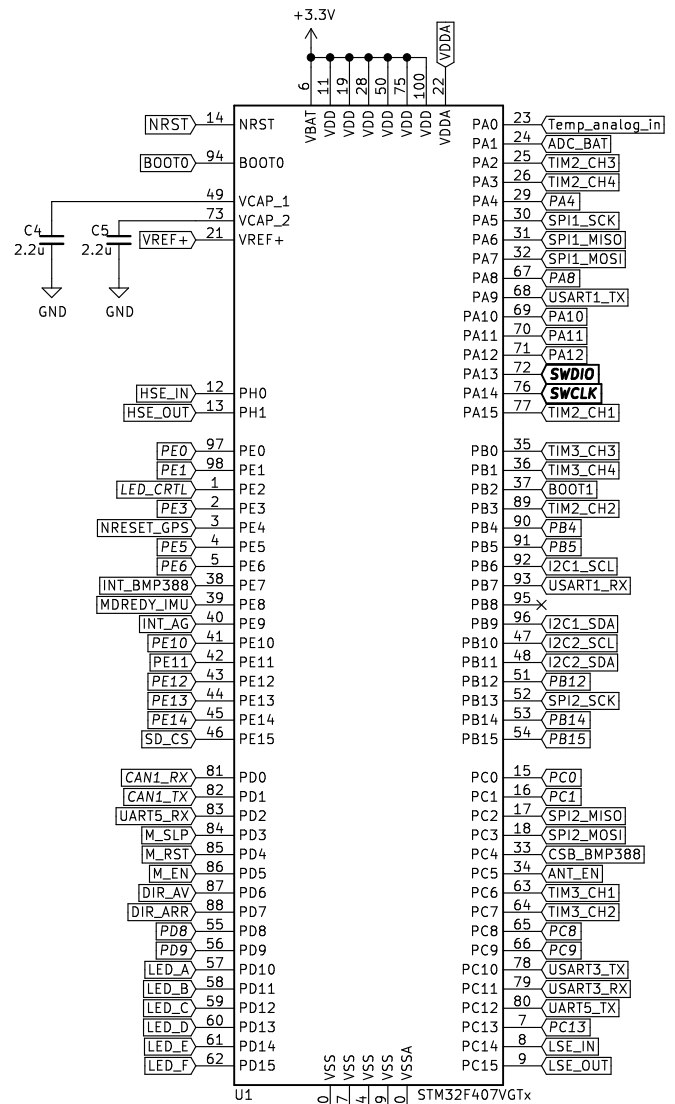 +3.3V
VDDA
6 11 19 28 50 75 100 22
VBAT VDD VDD VDD VDD VDD VDD VDDA
NRST 14 NRST PA0 23 Temp_analog_in
PA1 24 ADC_BAT
BOOT0 94 BOOT0 PA2 25 TIM2_CH3
PA3 26 TIM2_CH4
49 VCAP_1 PA4 29 PA4
73 VCAP_2 PA5 30 SPI1_SCK
C4 2.2u C5 2.2u VREF+ 21 VREF+ PA6 31 SPI1_MISO
PA7 32 SPI1_MOSI
PA8 67 PA8
GND GND PA9 68 USART1_TX
PA10 69 PA10
PA11 70 PA11
PA12 71 PA12
PA13 72 SWDIO
HSE_IN 12 PH0 PA14 76 SWCLK
HSE_OUT 13 PH1 PA15 77 TIM2_CH1
PE0 97 PE0 PB0 35 TIM3_CH3
PE1 98 PE1 PB1 36 TIM3_CH4
LED_CRTL 1 PE2 PB2 37 BOOT1
PE3 2 PE3 PB3 89 TIM2_CH2
NRESET_GPS 3 PE4 PB4 90 PB4
PE5 4 PE5 PB5 91 PB5
PE6 5 PE6 PB6 92 I2C1_SCL
INT_BMP388 38 PE7 PB7 93 USART1_RX
MDREDY_IMU 39 PE8 PB8 95
INT_AG 40 PE9 PB9 96 I2C1_SDA
PE10 41 PE10 PB10 47 I2C2_SCL
PE11 42 PE11 PB11 48 I2C2_SDA
PE12 43 PE12 PB12 51 PB12
PE13 44 PE13 PB13 52 SPI2_SCK
PE14 45 PE14 PB14 53 PB14
SD_CS 46 PE15 PB15 54 PB15
CAN1_RX 81 PD0 PC0 15 PC0
CAN1_TX 82 PD1 PC1 16 PC1
UART5_RX 83 PD2 PC2 17 SPI2_MISO
M_SLP 84 PD3 PC3 18 SPI2_MOSI
M_RST 85 PD4 PC4 33 CSB_BMP388
M_EN 86 PD5 PC5 34 ANT_EN
DIR_AV 87 PD6 PC6 63 TIM3_CH1
DIR_ARR 88 PD7 PC7 64 TIM3_CH2
PD8 55 PD8 PC8 65 PC8
PD9 56 PD9 PC9 66 PC9
LED_A 57 PD10 PC10 78 USART3_TX
LED_B 58 PD11 PC11 79 USART3_RX
LED_C 59 PD12 PC12 80 UART5_TX
LED_D 60 PD13 PC13 7 PC13
LED_E 61 PD14 PC14 8 LSE_IN
LED_F 62 PD15 PC15 9 LSE_OUT
VSS VSS VSS VSS VSSA
U1 STM32F407VGTx
0 7 4 9 0